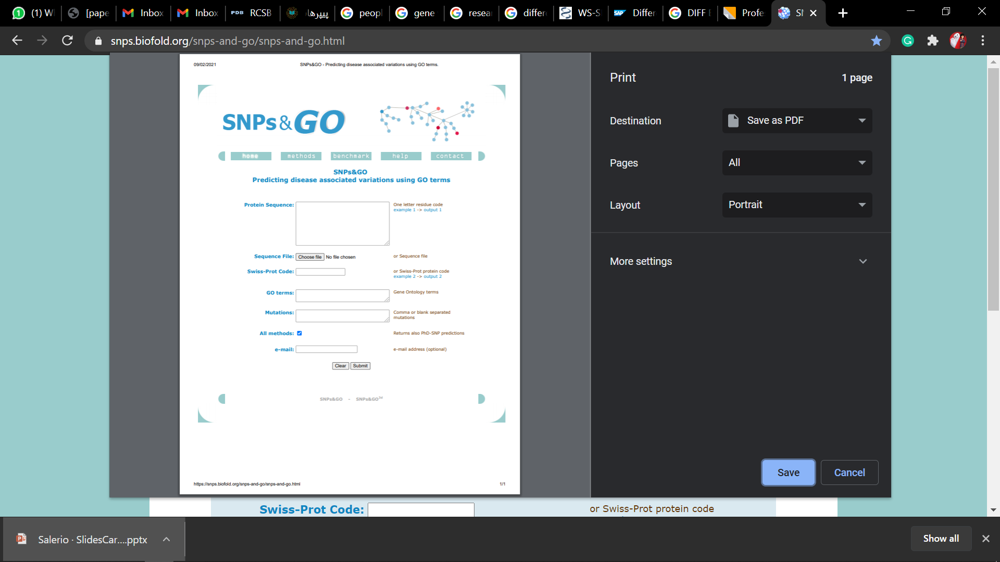 (1) W
[pape
Inbox
Inbox
RCSB
پیپرها
peopl
gene
resea
differ
WS-S
Differ
DIFF E
Profe
SN
snps.biofold.org/snps-and-go/snps-and-go.html
09/02/2021
SNPs&GO - Predicting disease associated variations using GO terms.
SNPs&GO
home
methods
benchmark
help
contact
SNPs&GO
Predicting disease associated variations using GO terms
Protein Sequence:
One letter residue code
example 1 -> output 1
Sequence File: Choose file No file chosen
or Sequence file
Swiss-Prot Code:
or Swiss-Prot protein code
example 2 -> output 2
GO terms:
Gene Ontology terms
Mutations:
Comma or blank separated
mutations
All methods:
Returns also PhD-SNP predictions
e-mail:
e-mail address (optional)
Clear Submit
SNPs&GO - SNPs&GO3d
https://snps.biofold.org/snps-and-go/snps-and-go.html
1/1
Print
1 page
Destination
Save as PDF
Pages
All
Layout
Portrait
More settings
Save
Cancel
Swiss-Prot Code:
or Swiss-Prot protein code
Salerio · SlidesCar....pptx
Show all